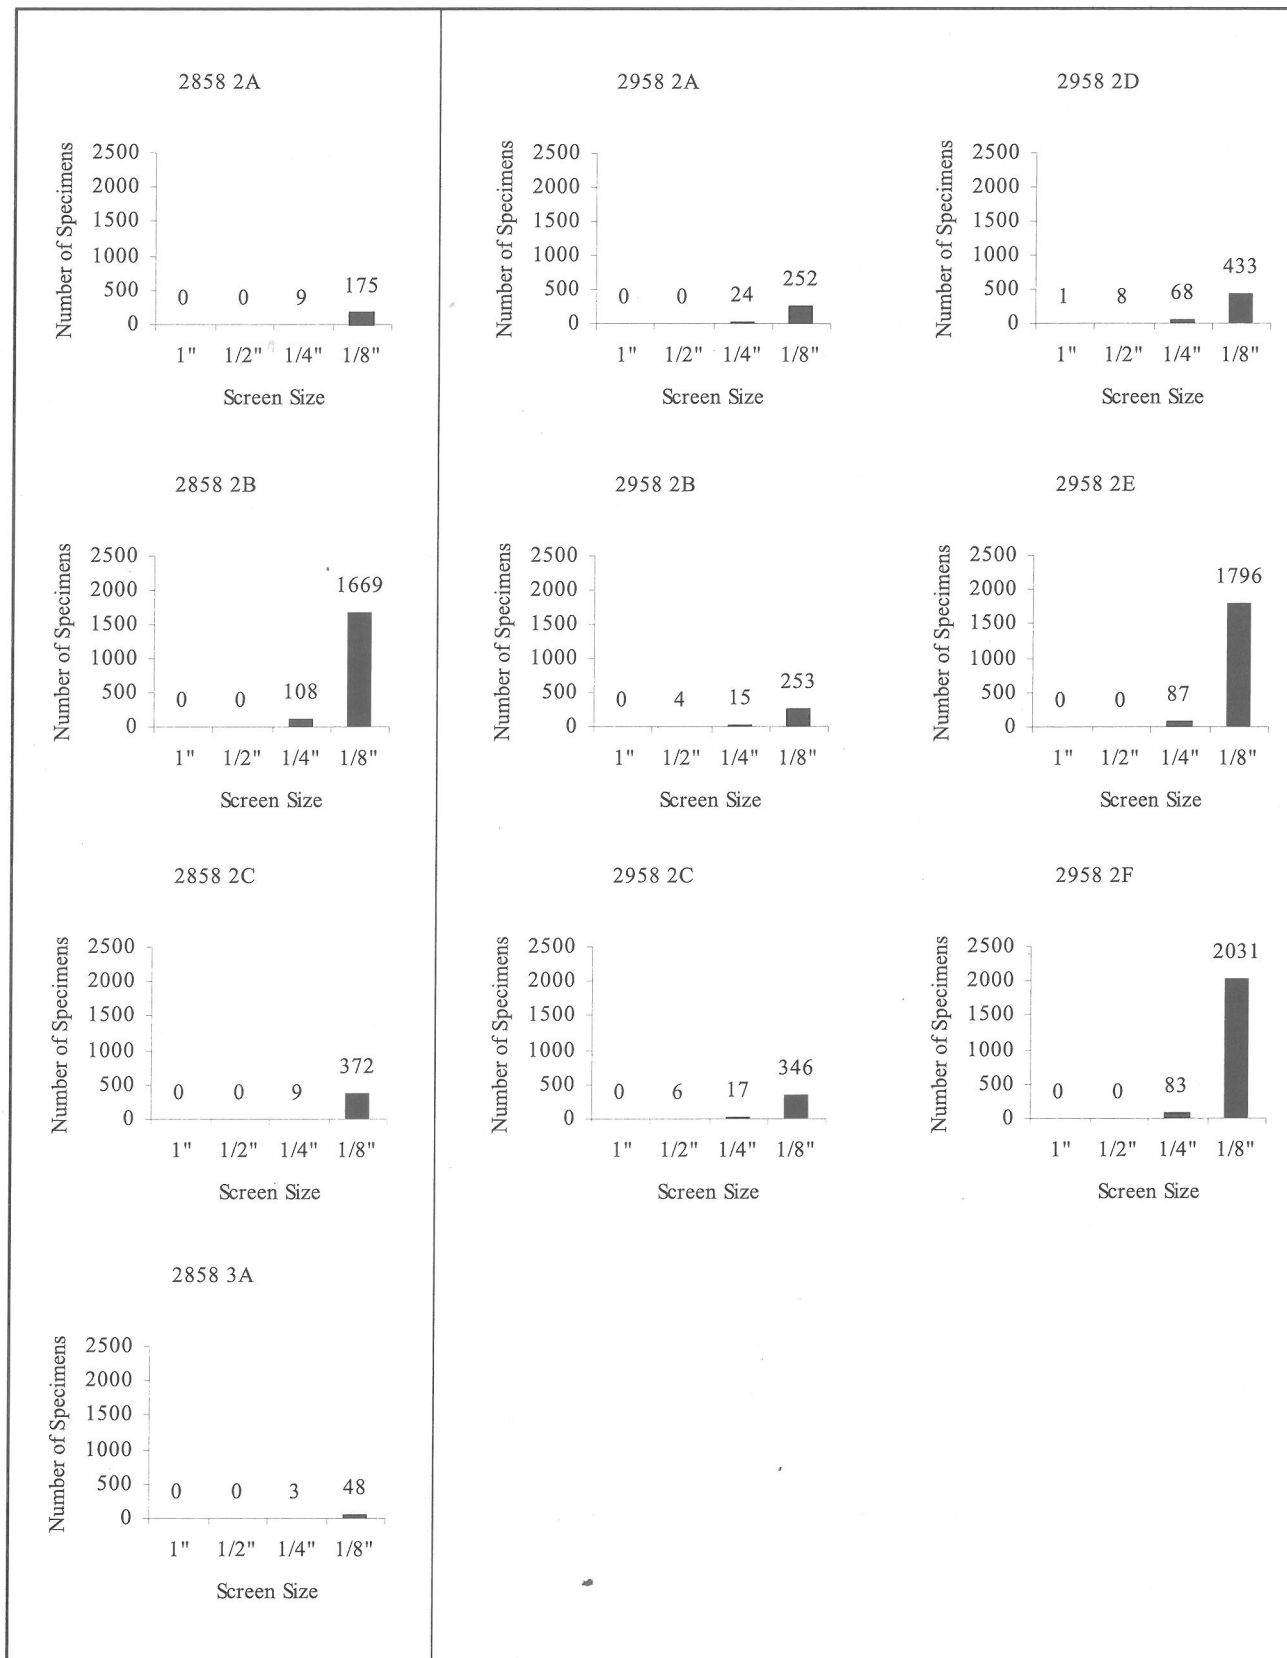 2858 2A
Number of Specimens
2500
2000
1500
1000
500
0
0 0 9 175
1" 1/2" 1/4" 1/8"
Screen Size
2858 2B
Number of Specimens
2500
2000
1500
1000
500
0
0 0 108 1669
1" 1/2" 1/4" 1/8"
Screen Size
2858 2C
Number of Specimens
2500
2000
1500
1000
500
0
0 0 9 372
1" 1/2" 1/4" 1/8"
Screen Size
2858 3A
Number of Specimens
2500
2000
1500
1000
500
0
0 0 3 48
1" 1/2" 1/4" 1/8"
Screen Size
2958 2A
Number of Specimens
2500
2000
1500
1000
500
0
0 0 24 252
1" 1/2" 1/4" 1/8"
Screen Size
2958 2B
Number of Specimens
2500
2000
1500
1000
500
0
0 4 15 253
1" 1/2" 1/4" 1/8"
Screen Size
2958 2C
Number of Specimens
2500
2000
1500
1000
500
0
0 6 17 346
1" 1/2" 1/4" 1/8"
Screen Size
2958 2D
Number of Specimens
2500
2000
1500
1000
500
0
1 8 68 433
1" 1/2" 1/4" 1/8"
Screen Size
2958 2E
Number of Specimens
2500
2000
1500
1000
500
0
0 0 87 1796
1" 1/2" 1/4" 1/8"
Screen Size
2958 2F
Number of Specimens
2500
2000
1500
1000
500
0
0 0 83 2031
1" 1/2" 1/4" 1/8"
Screen Size